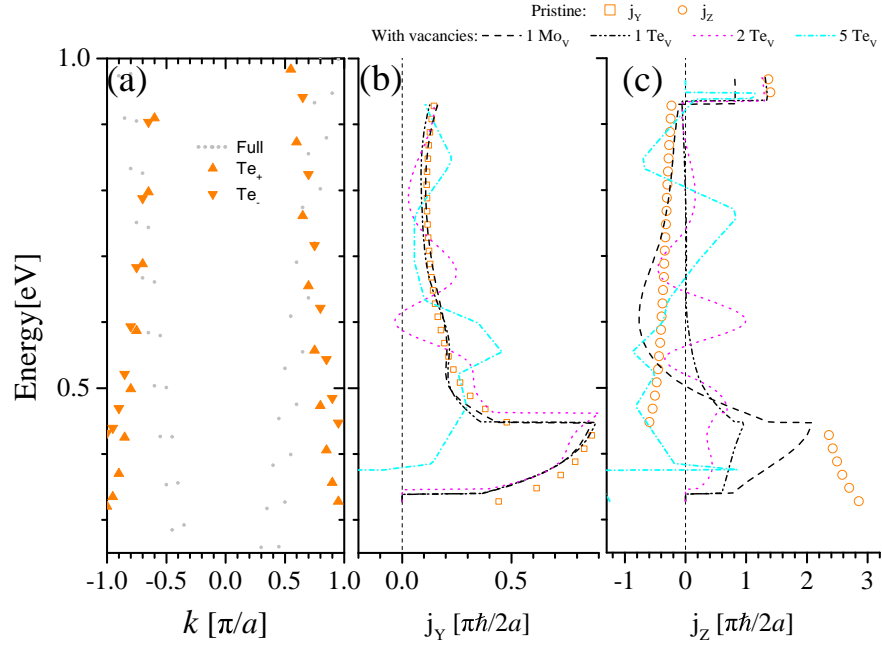 Pristine: j_Y j_Z
With vacancies: 1 Mo_V 1 Te_V 2 Te_V 5 Te_V
(a) (b) (c)
1.0
0.5
Energy[eV]
Full
Te_+
Te_-
-1.0 -0.5 0.0 0.5 1.0
0.0 0.5
-1 0 1 2 3
k [π/a]
j_Y [πħ/2a]
j_Z [πħ/2a]